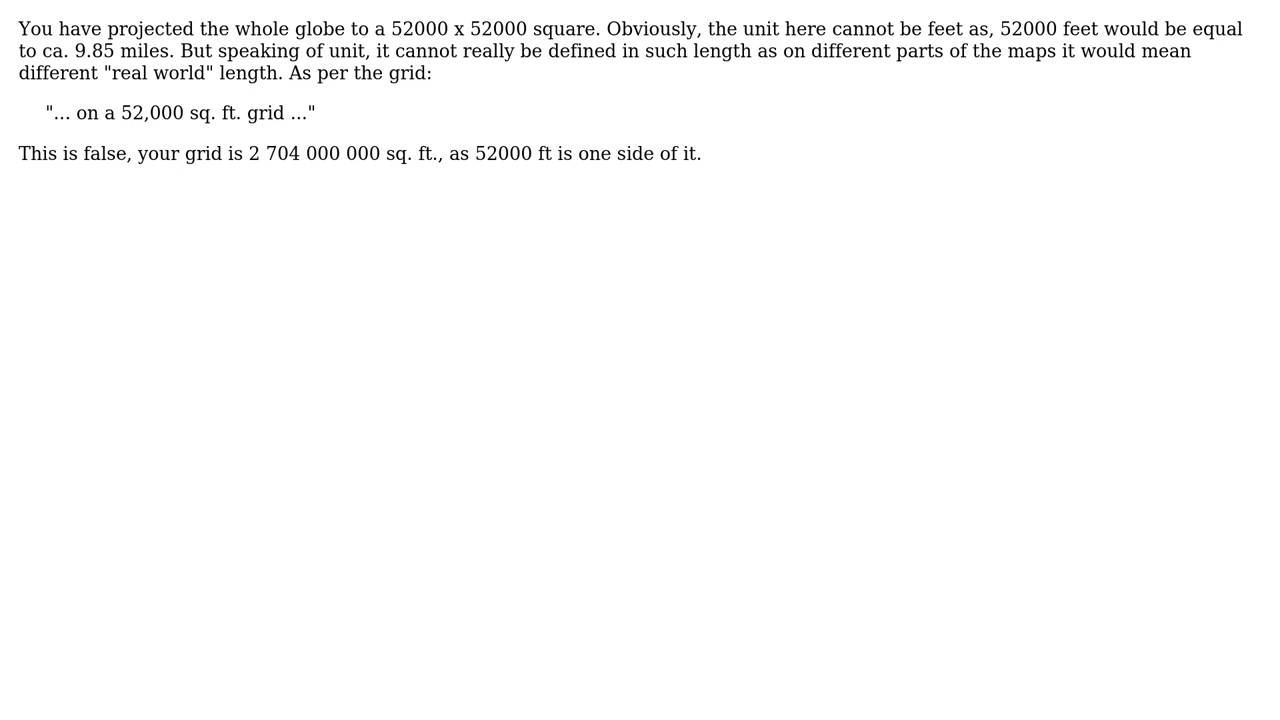 You have projected the whole globe to a 52000 x 52000 square. Obviously, the unit here cannot be feet as, 52000 feet would be equal
to ca. 9.85 miles. But speaking of unit, it cannot really be defined in such length as on different parts of the maps it would mean
different "real world" length. As per the grid:
"... on a 52,000 sq. ft. grid ..."
This is false, your grid is 2 704 000 000 sq. ft., as 52000 ft is one side of it.